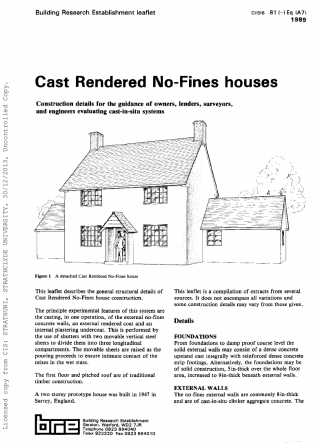 Building Research Establishment leaflet
CI/SfB 81 (—) Eq (A7)
1989
Cast Rendered No-Fines houses
Construction details for the guidance of owners, lenders, surveyors,
and engineers evaluating cast-in-situ systems
Figure 1 A detached Cast Rendered No-Fines house
This leaflet describes the general structural details of
Cast Rendered No-Fines house construction.
The principle experimental features of this system are
the casting, in one operation, of the external no-fines
concrete walls, an external rendered coat and an
internal plastering undercoat. This is performed by
the use of shutters with two movable vertical steel
sheets to divide them into three longitudinal
compartments. The movable sheets are raised as the
pouring proceeds to ensure intimate contact of the
mixes in the wet state.
The first floor and pitched roof are of traditional
timber construction.
A two storey prototype house was built in 1947 in
Surrey, England.
This leaflet is a compilation of extracts from several
sources. It does not encompass all variations and
some construction details may vary from those given.
Details
FOUNDATIONS
From foundations to damp proof course level the
solid external walls may consist of a dense concrete
upstand cast integrally with reinforced dense concrete
strip footings. Alternatively, the foundations may be
of solid construction, 5in-thick over the whole floor
area, increased to 9in-thick beneath external walls.
EXTERNAL WALLS
The no-fines external walls are commonly 8in-thick
and are of cast-in-situ clinker aggregate concrete. The
bre
Building Research Establishment
Garston, Watford, WD2 7JR
Telephone 0923 894040
Telex 923220 Fax 0923 664010
Licensed copy from CIS: STRATHUNI, STRATHCLYDE UNIVERSITY, 30/12/2013, Uncontrolled Copy.